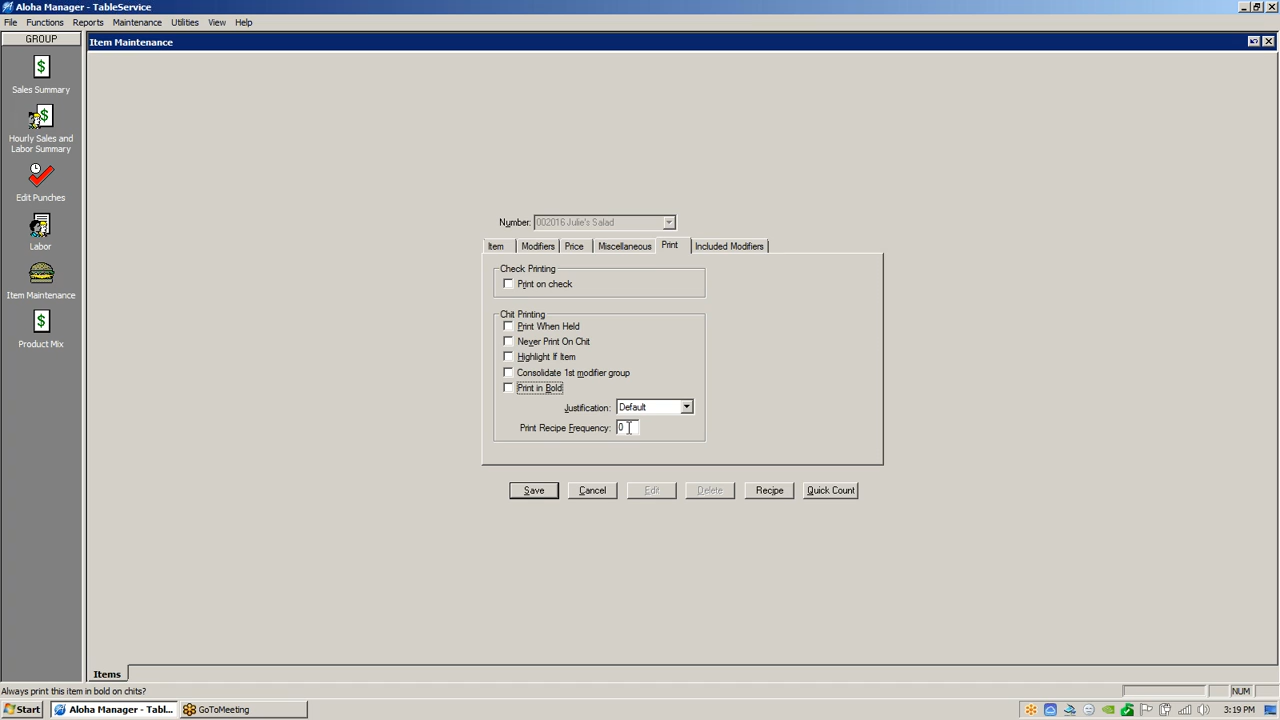 Aloha Manager - TableService
File Functions Reports Maintenance Utilities View Help
GROUP
Item Maintenance
Sales Summary
Hourly Sales and
Labor Summary
Edit Punches
Labor
Item Maintenance
Product Mix
Number: 002016 Julie's Salad
Item Modifiers Price Miscellaneous Print Included Modifiers
Check Printing
Print on check
Chit Printing
Print When Held
Never Print On Chit
Highlight If Item
Consolidate 1st modifier group
Print in Bold
Justification: Default
Print Recipe Frequency: 0
Save Cancel Edit Delete Recipe Quick Count
Items
Always print this item in bold on chits?
NUM
Start Aloha Manager - Tabl... GoToMeeting 3:19 PM